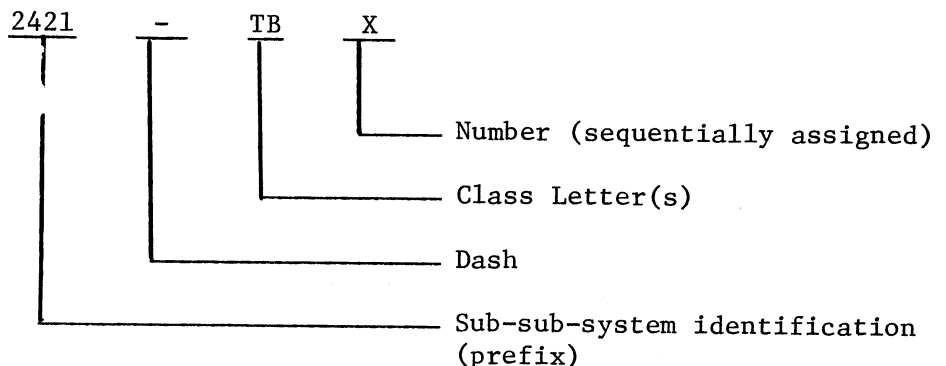 2421 - TB X
Number (sequentially assigned)
Class Letter(s)
Dash
Sub-sub-system identification
(prefix)